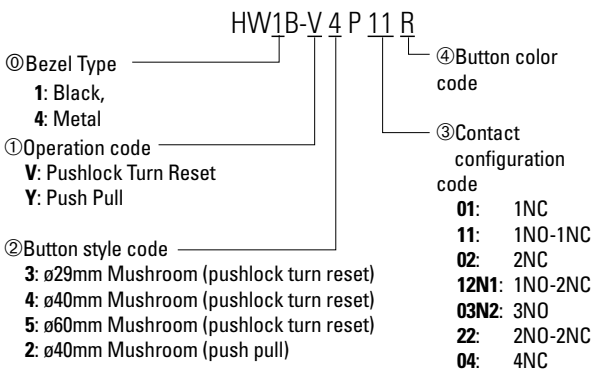 HW1B-V 4 P 11 R
⓪Bezel Type
1: Black,
4: Metal
①Operation code
V: Pushlock Turn Reset
Y: Push Pull
②Button style code
3: ø29mm Mushroom (pushlock turn reset)
4: ø40mm Mushroom (pushlock turn reset)
5: ø60mm Mushroom (pushlock turn reset)
2: ø40mm Mushroom (push pull)
④Button color
code
③Contact
configuration
code
01: 1NC
11: 1NO-1NC
02: 2NC
12N1: 1NO-2NC
03N2: 3NO
22: 2NO-2NC
04: 4NC